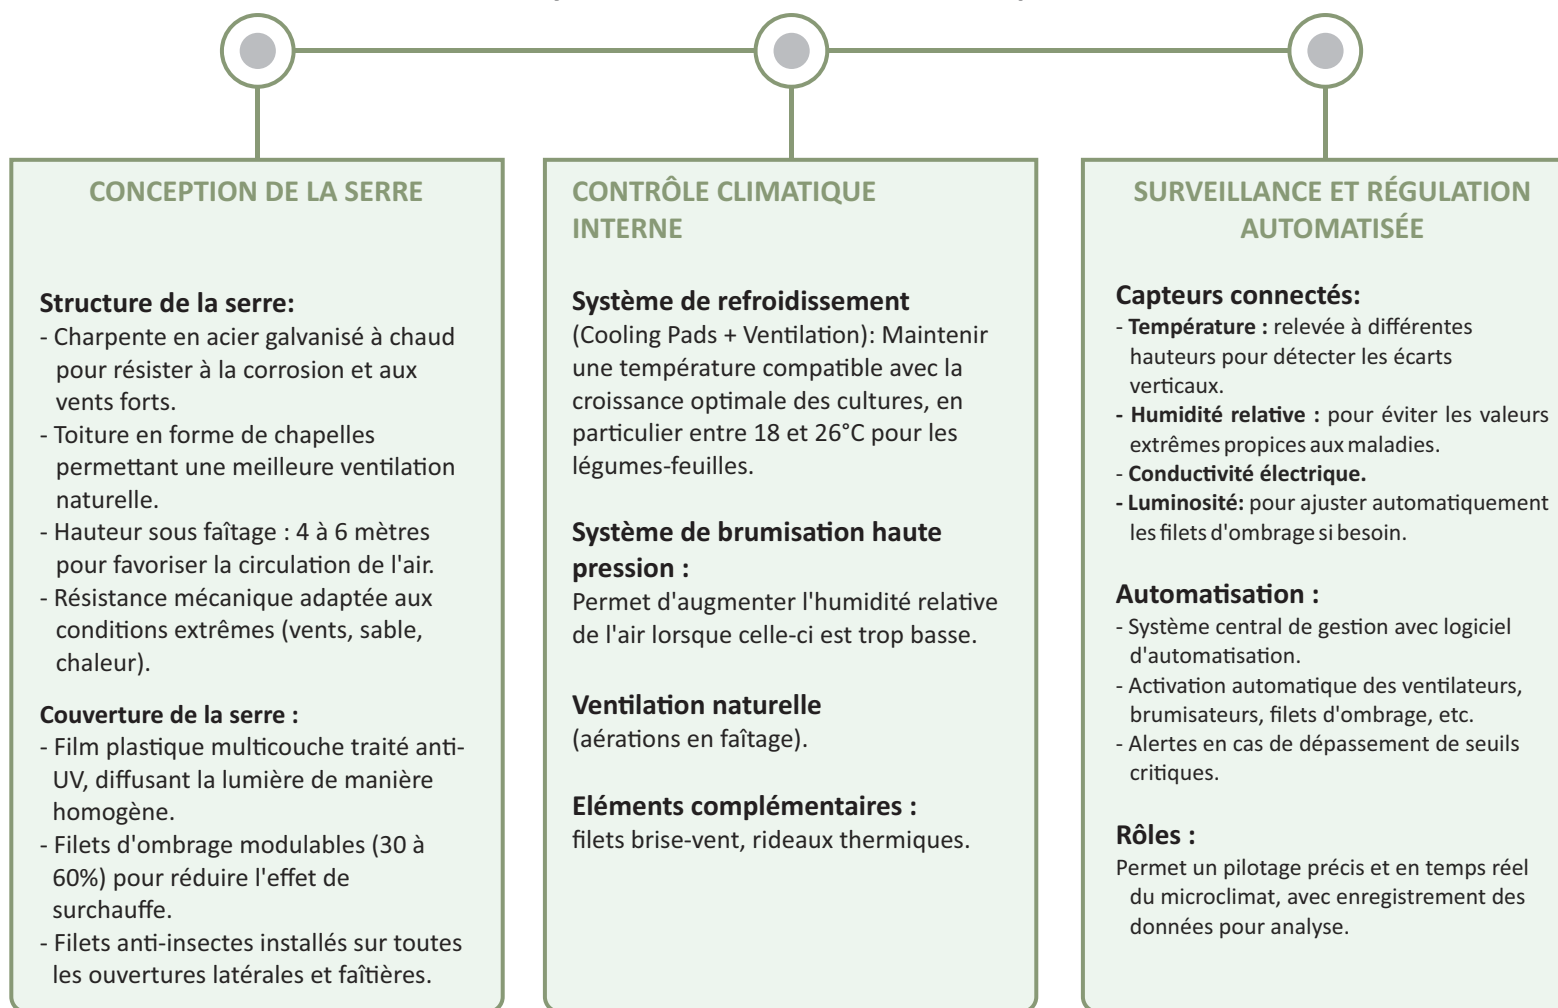 CONCEPTION DE LA SERRE
Structure de la serre:
- Charpente en acier galvanisé à chaud
pour résister à la corrosion et aux
vents forts.
- Toiture en forme de chapelles
permettant une meilleure ventilation
naturelle.
- Hauteur sous faîtage : 4 à 6 mètres
pour favoriser la circulation de l'air.
- Résistance mécanique adaptée aux
conditions extrêmes (vents, sable,
chaleur).
Couverture de la serre :
- Film plastique multicouche traité anti-
UV, diffusant la lumière de manière
homogène.
- Filets d'ombrage modulables (30 à
60%) pour réduire l'effet de
surchauffe.
- Filets anti-insectes installés sur toutes
les ouvertures latérales et faîtières.
CONTRÔLE CLIMATIQUE
INTERNE
Système de refroidissement
(Cooling Pads + Ventilation): Maintenir
une température compatible avec la
croissance optimale des cultures, en
particulier entre 18 et 26°C pour les
légumes-feuilles.
Système de brumisation haute
pression :
Permet d'augmenter l'humidité relative
de l'air lorsque celle-ci est trop basse.
Ventilation naturelle
(aérations en faîtage).
Eléments complémentaires :
filets brise-vent, rideaux thermiques.
SURVEILLANCE ET RÉGULATION
AUTOMATISÉE
Capteurs connectés:
- Température : relevée à différentes
hauteurs pour détecter les écarts
verticaux.
- Humidité relative : pour éviter les valeurs
extrêmes propices aux maladies.
- Conductivité électrique.
- Luminosité: pour ajuster automatiquement
les filets d'ombrage si besoin.
Automatisation :
- Système central de gestion avec logiciel
d'automatisation.
- Activation automatique des ventilateurs,
brumisateurs, filets d'ombrage, etc.
- Alertes en cas de dépassement de seuils
critiques.
Rôles :
Permet un pilotage précis et en temps réel
du microclimat, avec enregistrement des
données pour analyse.